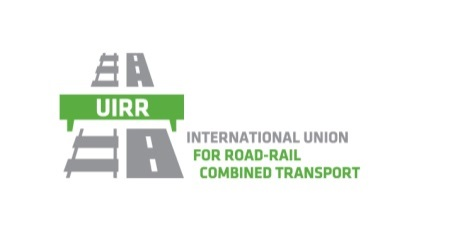 UIRR
INTERNATIONAL UNION
FOR ROAD-RAIL
COMBINED TRANSPORT